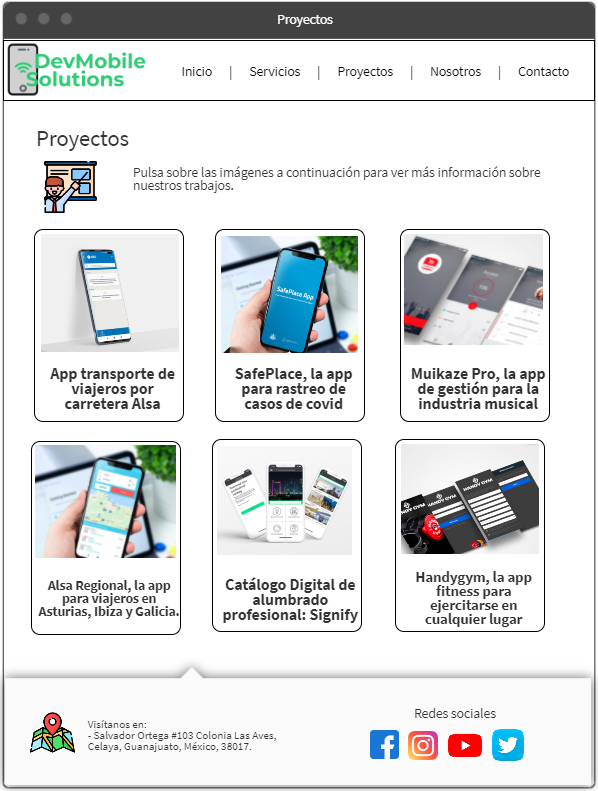 Proyectos
DevMobile
Solutions
Inicio | Servicios | Proyectos | Nosotros | Contacto
Proyectos
Pulsa sobre las imágenes a continuación para ver más información sobre
nuestros trabajos.
SafePlace App
App transporte de
viajeros por
carretera Alsa
SafePlace, la app
para rastreo de
casos de covid
Muikaze Pro, la app
de gestión para la
industria musical
HANDY GYM
HANDY GYM
HANDY GYM
Alsa Regional, la app
para viajeros en
Asturias, Ibiza y Galicia.
Catálogo Digital de
alumbrado
profesional: Signify
Handygym, la app
fitness para
ejercitarse en
cualquier lugar
Visítanos en:
- Salvador Ortega #103 Colonia Las Aves,
Celaya, Guanajuato, México, 38017.
Redes sociales